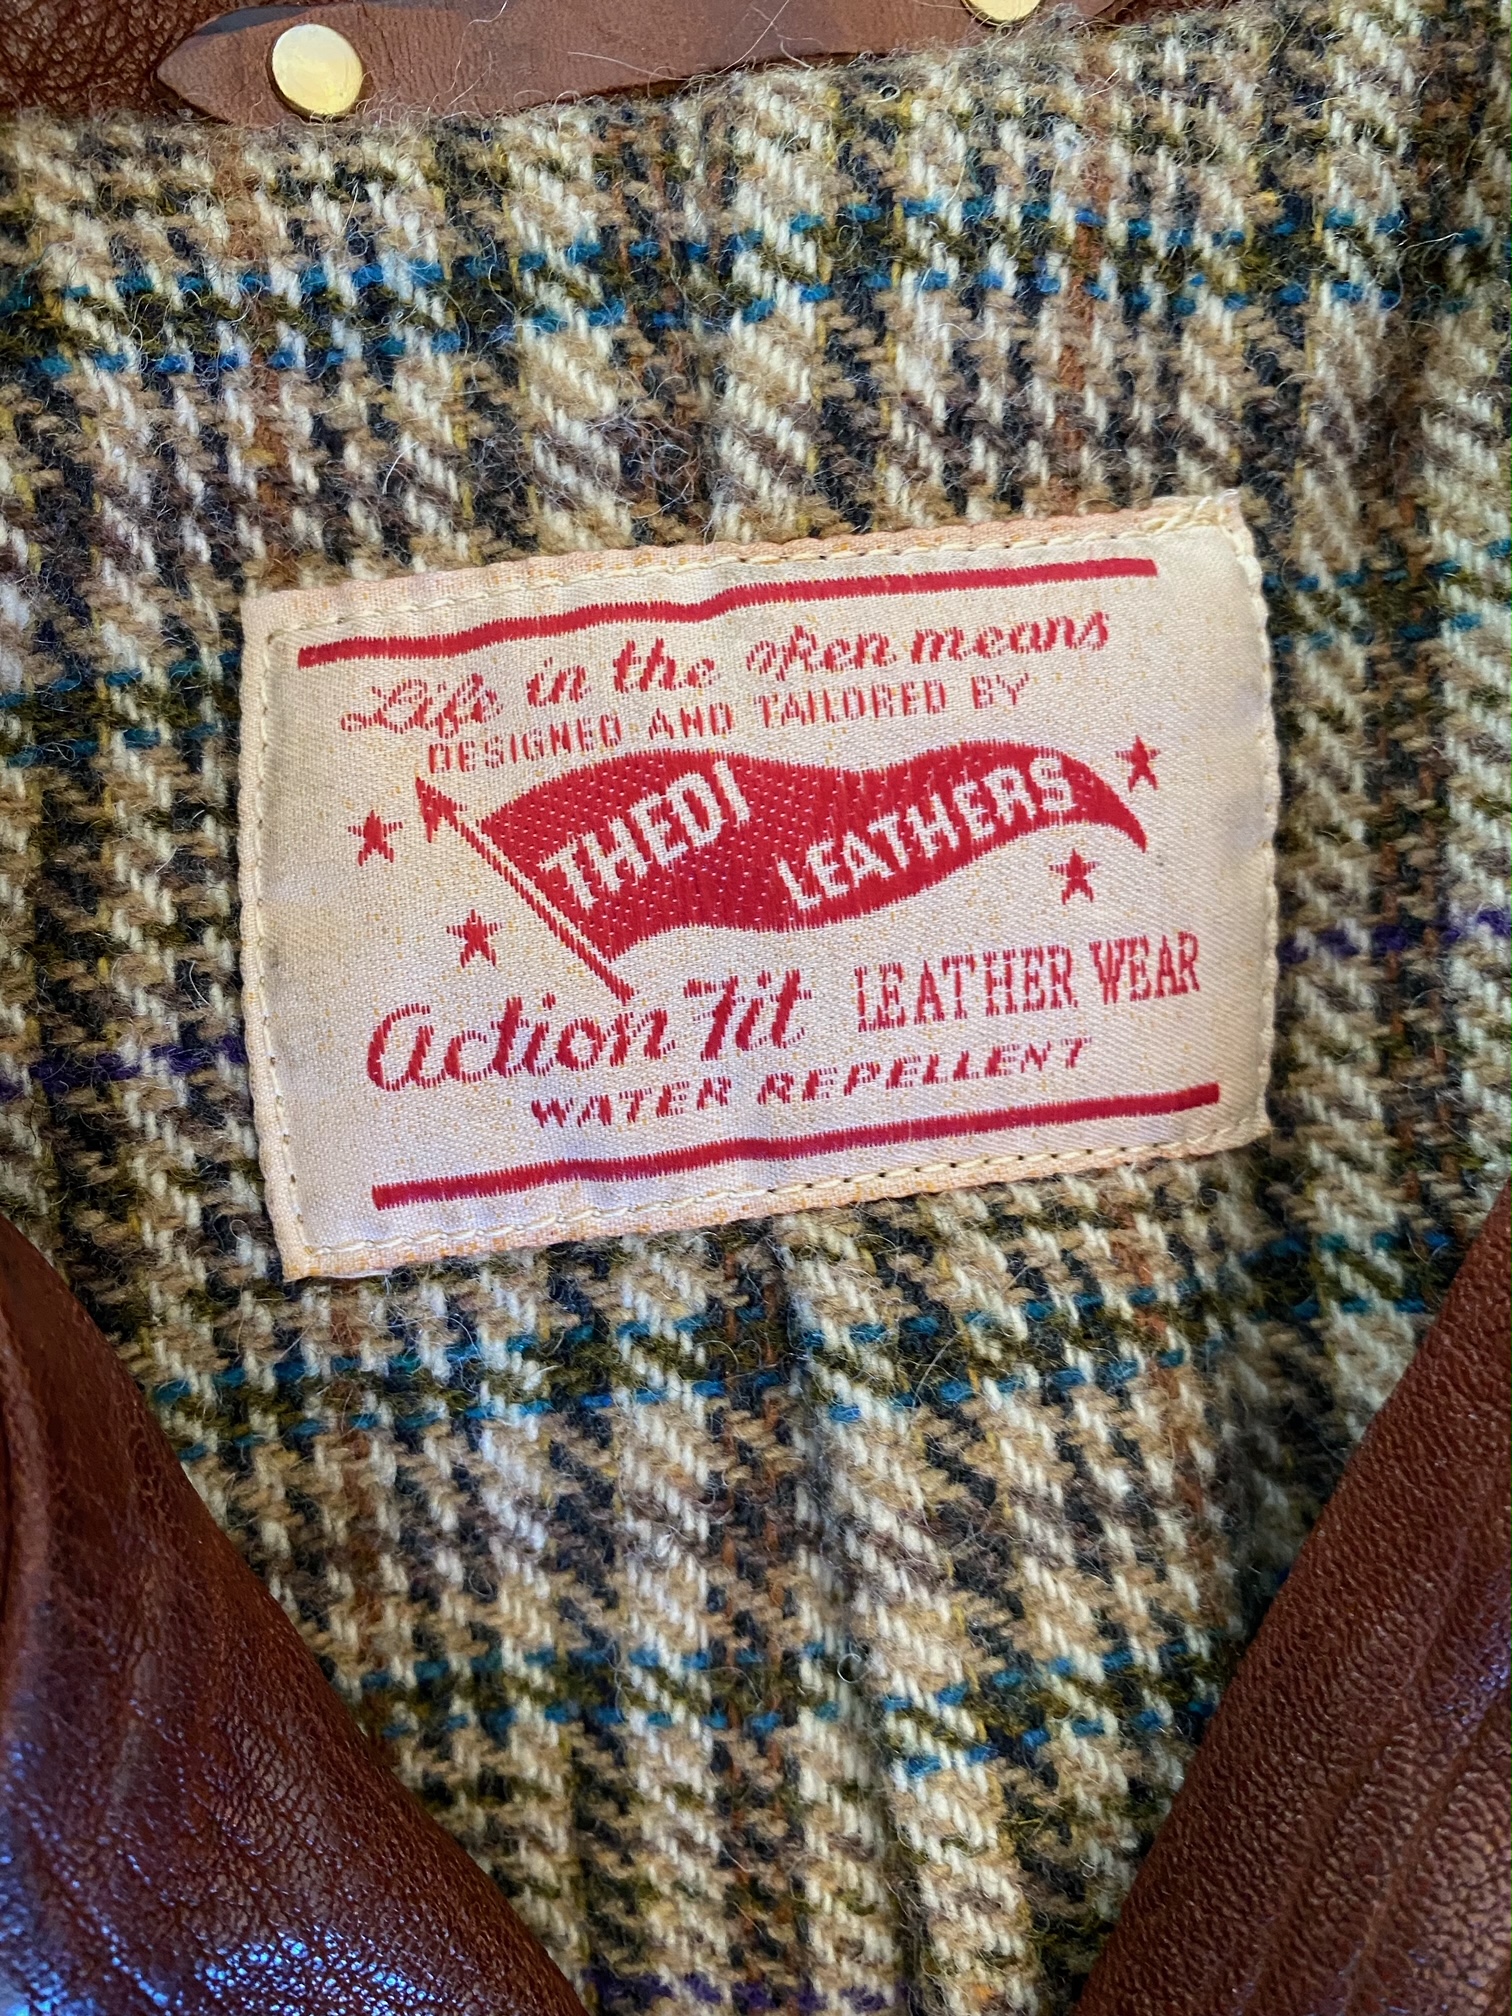 Life in the open means
DESIGNED AND TAILORED BY
THEDI LEATHERS
Action Fit LEATHER WEAR
WATER REPELLENT